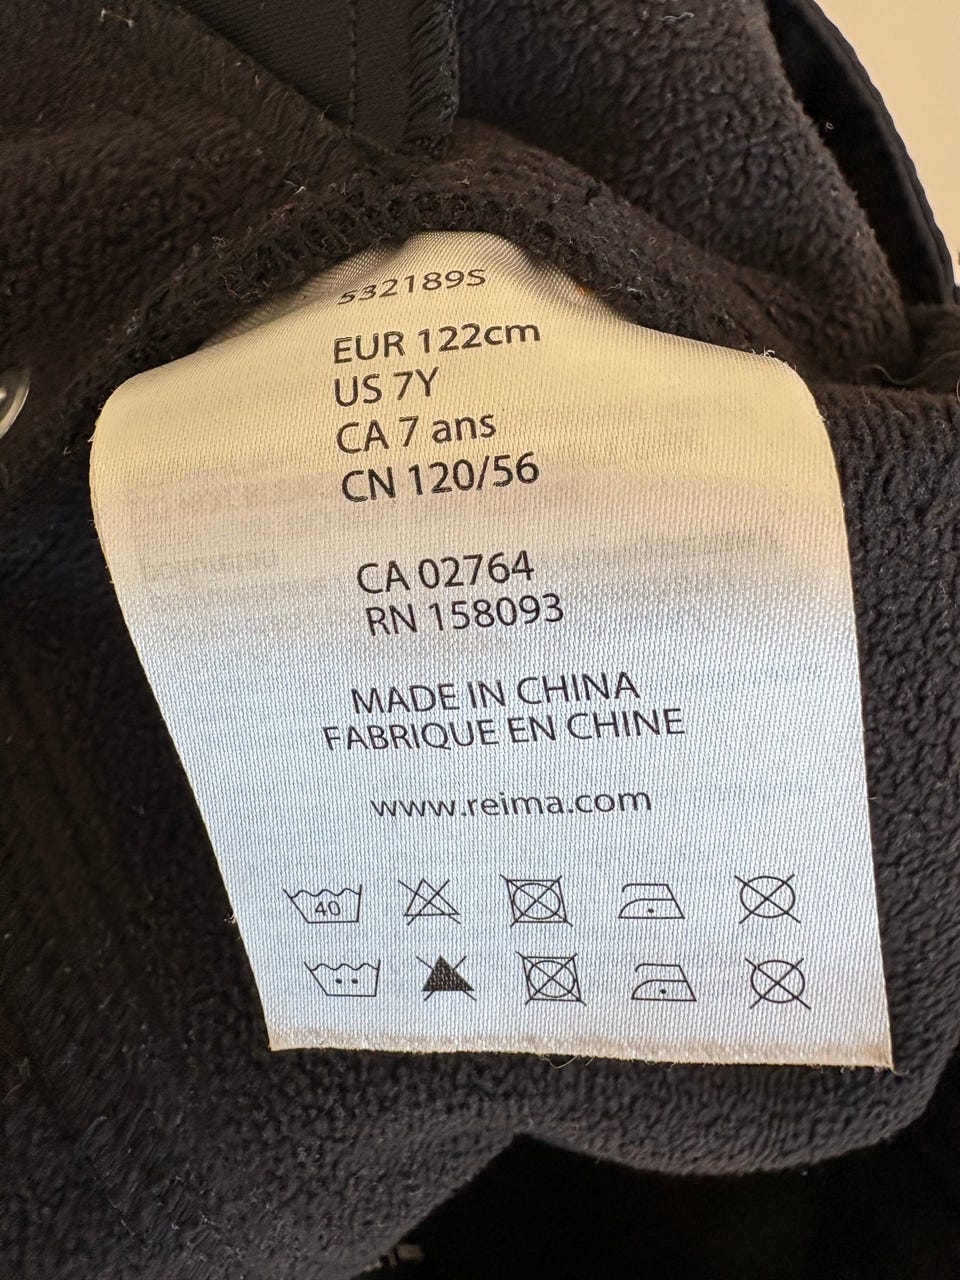 532189S
EUR 122cm
US 7Y
CA 7 ans
CN 120/56
CA 02764
RN 158093
MADE IN CHINA
FABRIQUE EN CHINE
www.reima.com
40